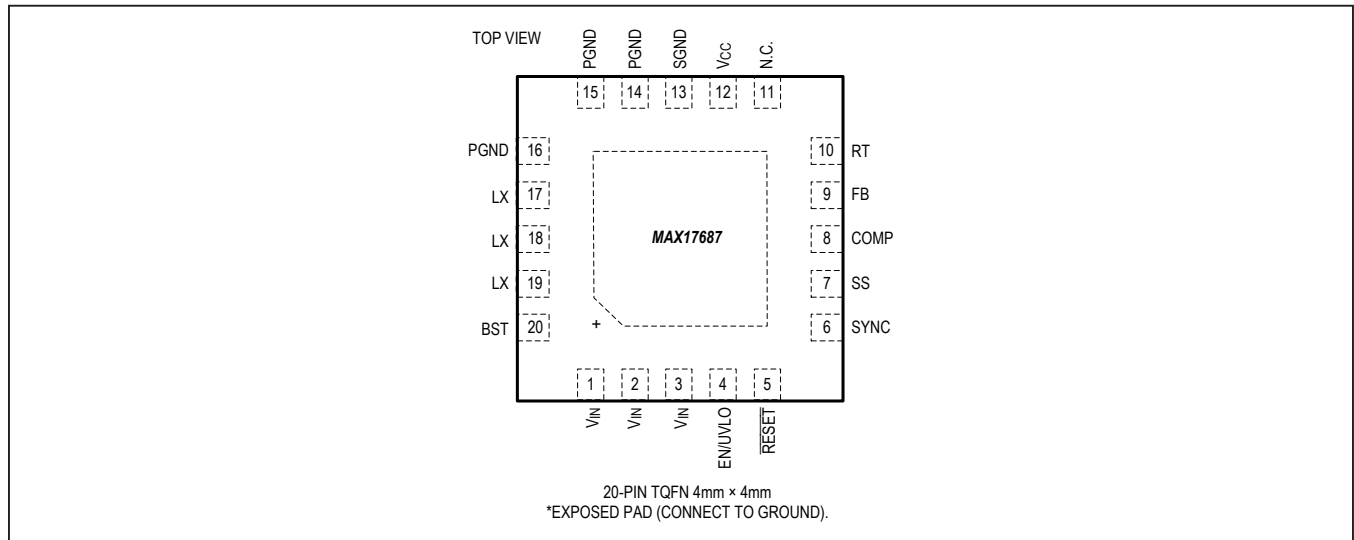 TOP VIEW
PGND
PGND
SGND
VCC
N.C.
15
14
13
12
11
PGND 16
10 RT
LX 17
9 FB
LX 18
MAX17687
8 COMP
LX 19
7 SS
BST 20
+
6 SYNC
1
2
3
4
5
VIN
VIN
VIN
EN/UVLO
RESET
20-PIN TQFN 4mm × 4mm
*EXPOSED PAD (CONNECT TO GROUND).